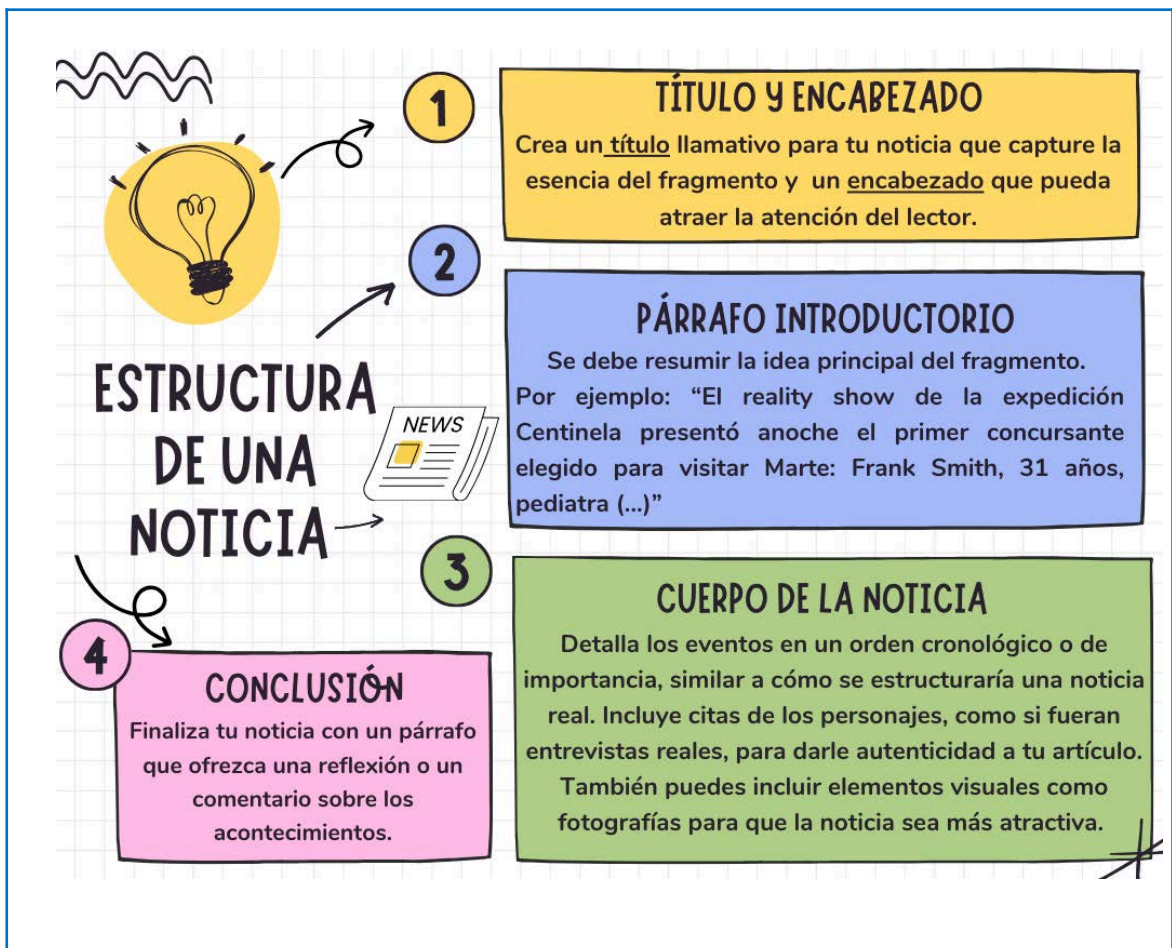 ESTRUCTURA
DE UNA
NOTICIA
NEWS
1
TÍTULO Y ENCABEZADO
Crea un título llamativo para tu noticia que capture la
esencia del fragmento y un encabezado que pueda
atraer la atención del lector.
2
PÁRRAFO INTRODUCTORIO
Se debe resumir la idea principal del fragmento.
Por ejemplo: “El reality show de la expedición
Centinela presentó anoche el primer concursante
elegido para visitar Marte: Frank Smith, 31 años,
pediatra (...)”
3
CUERPO DE LA NOTICIA
Detalla los eventos en un orden cronológico o de
importancia, similar a cómo se estructuraría una noticia
real. Incluye citas de los personajes, como si fueran
entrevistas reales, para darle autenticidad a tu artículo.
También puedes incluir elementos visuales como
fotografías para que la noticia sea más atractiva.
4
CONCLUSIÓN
Finaliza tu noticia con un párrafo
que ofrezca una reflexión o un
comentario sobre los
acontecimientos.